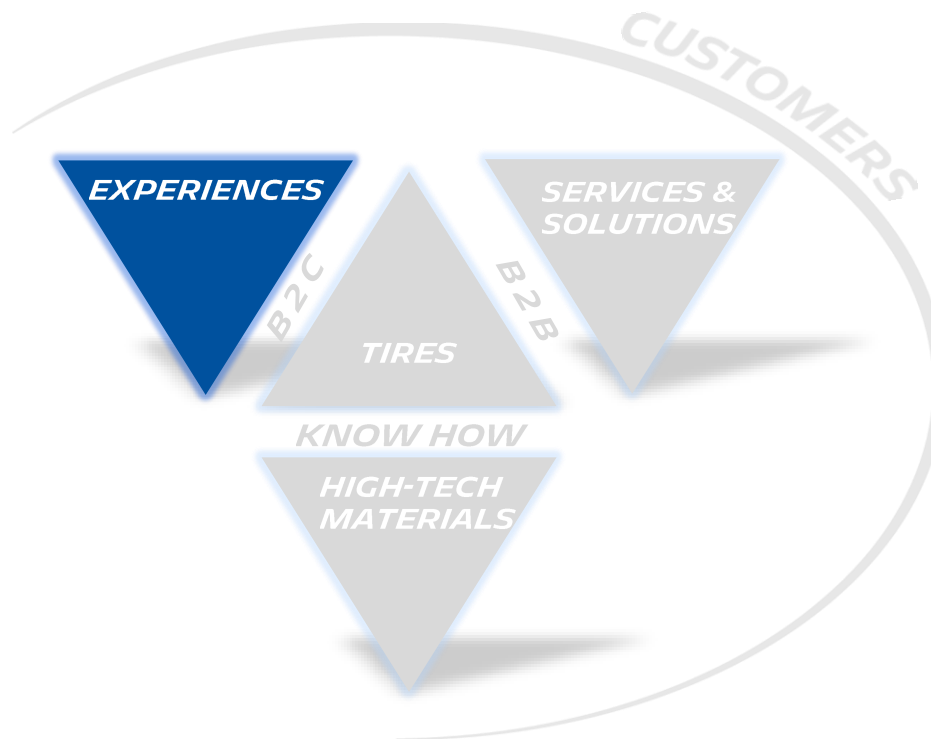 CUSTOMERS
EXPERIENCES
SERVICES &
SOLUTIONS
B2C
B2B
TIRES
KNOW HOW
HIGH-TECH
MATERIALS